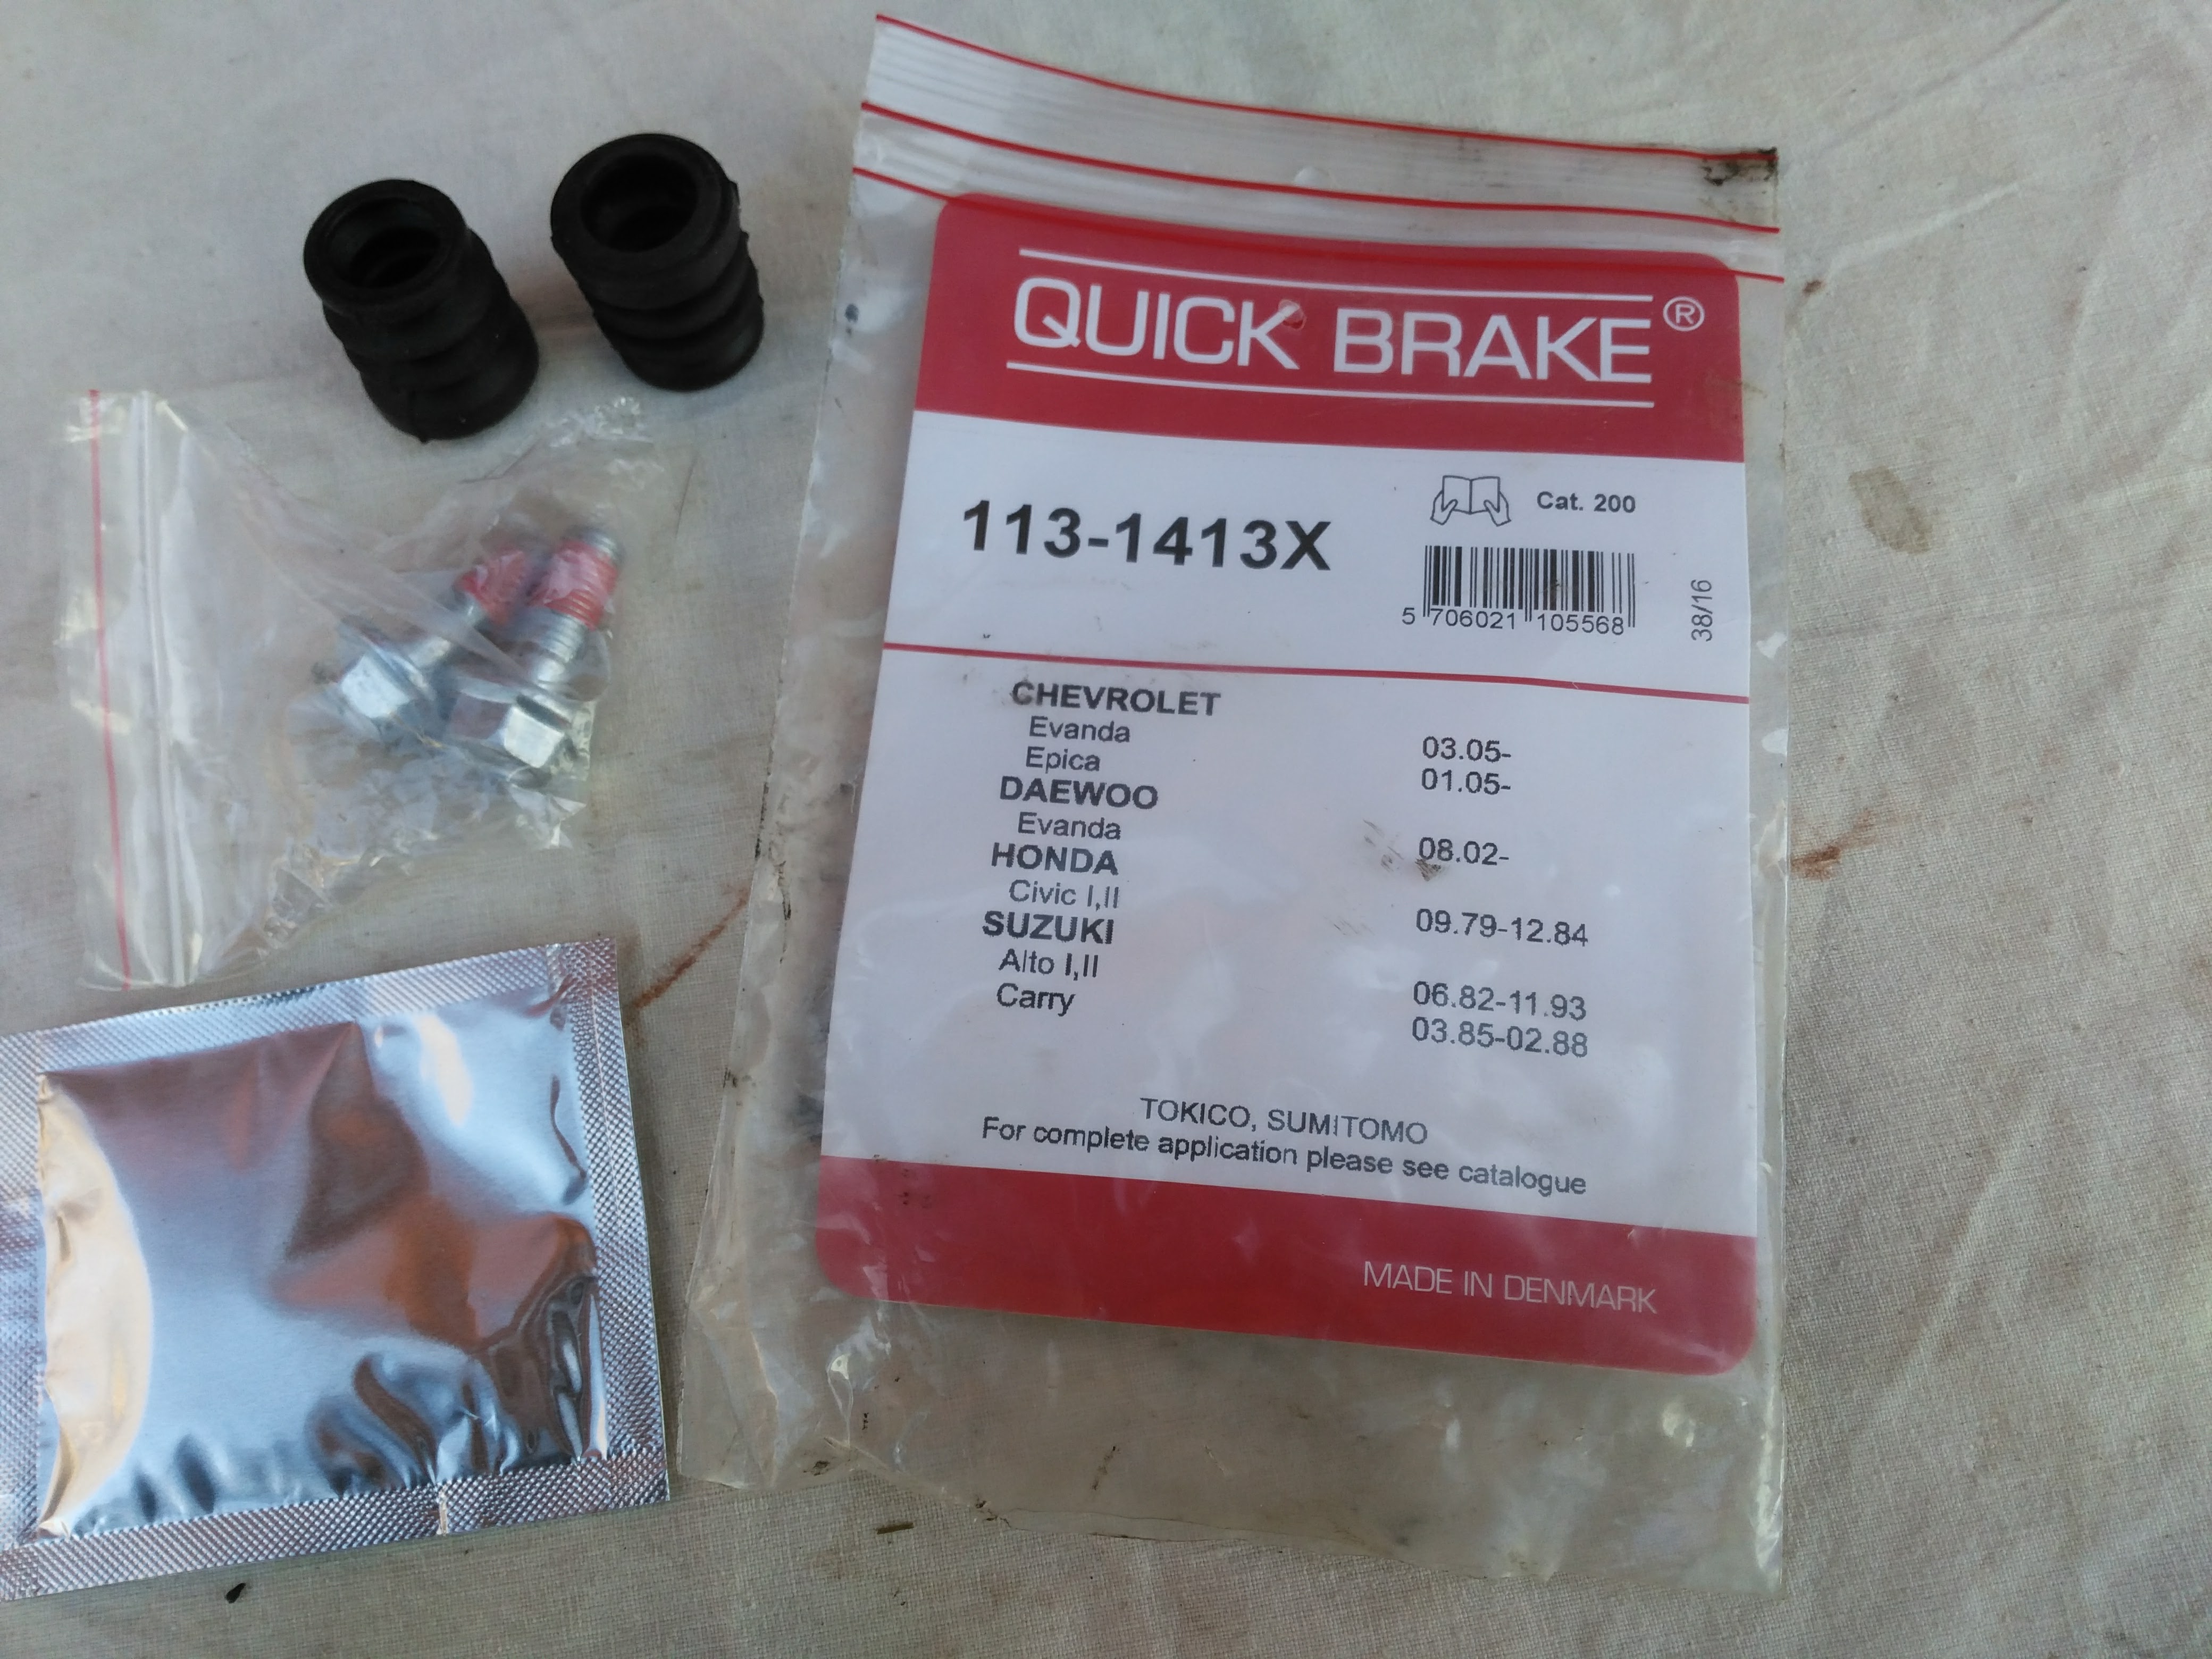 QUICK BRAKE®
113-1413X
Cat. 200
5 706021 105568
38/16
CHEVROLET
Evanda 03.05-
Epica 01.05-
DAEWOO
Evanda 08.02-
HONDA
Civic I,II 09.79-12.84
SUZUKI
Alto I,II 06.82-11.93
Carry 03.85-02.88
TOKICO, SUMITOMO
For complete application please see catalogue
MADE IN DENMARK